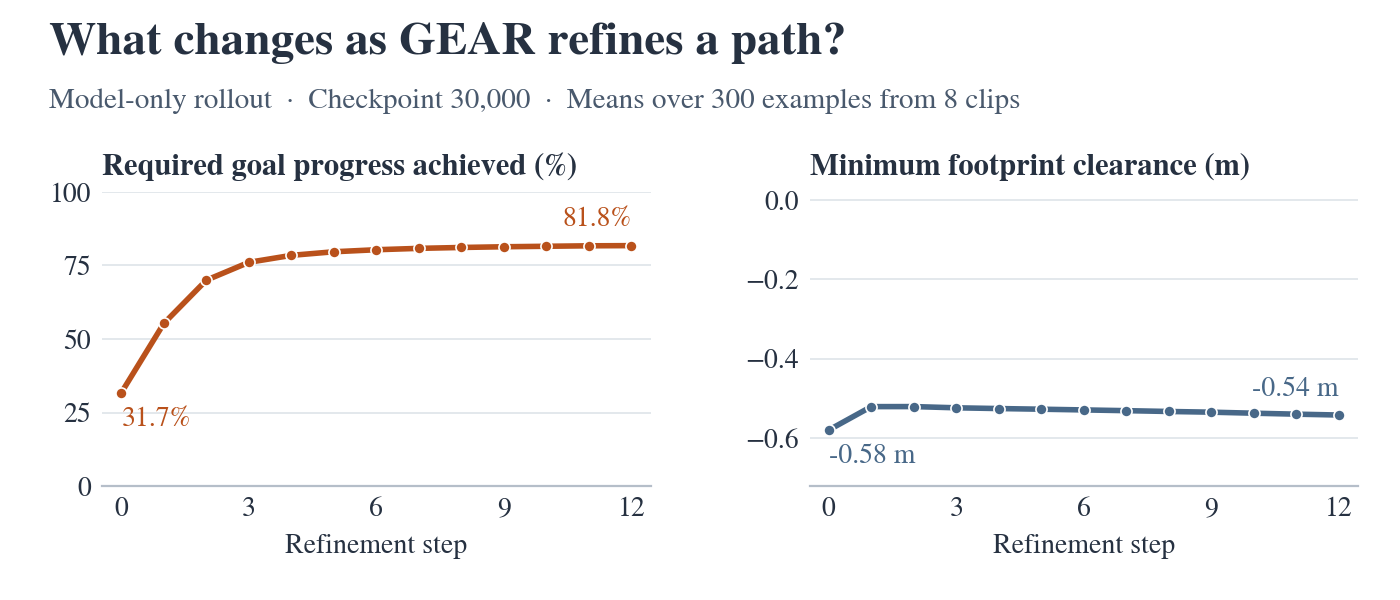 What changes as GEAR refines a path?
Model-only rollout · Checkpoint 30,000 · Means over 300 examples from 8 clips
Required goal progress achieved (%)
100
75
50
25
0
81.8%
31.7%
0 3 6 9 12
Refinement step
Minimum footprint clearance (m)
0.0
−0.2
−0.4
−0.6
-0.54 m
-0.58 m
0 3 6 9 12
Refinement step